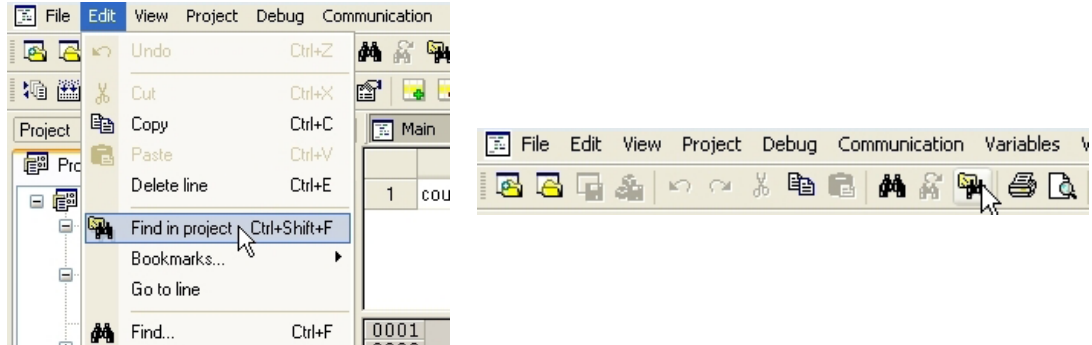 File Edit View Project Debug Communication
Undo Ctrl+Z
Cut Ctrl+X
Copy Ctrl+C
Paste Ctrl+V
Delete line Ctrl+E
Find in project Ctrl+Shift+F
Bookmarks...
Go to line
Find... Ctrl+F
Project
Pro
Main
1 cou
0001
File Edit View Project Debug Communication Variables